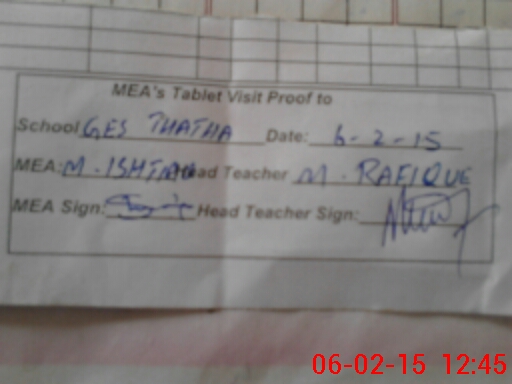 MEA's Tablet Visit Proof to
School GES THATHA Date: 6-2-15
MEA: M. ISHTIAQ Head Teacher M. RAFIQUE
MEA Sign: Head Teacher Sign:
06-02-15 12:45